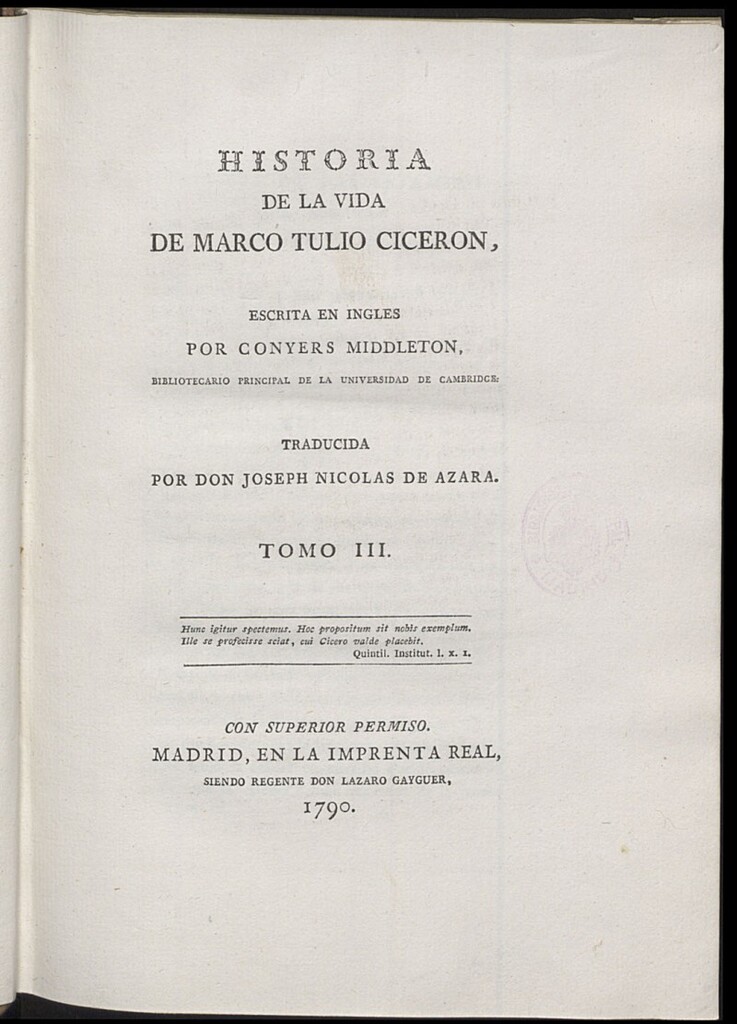 HISTORIA
DE LA VIDA
DE MARCO TULIO CICERON,
ESCRITA EN INGLES
POR CONYERS MIDDLETON,
BIBLIOTECARIO PRINCIPAL DE LA UNIVERSIDAD DE CAMBRIDGE:
TRADUCIDA
POR DON JOSEPH NICOLAS DE AZARA.
TOMO III.
Hunc igitur spectemus. Hoc propositum sit nobis exemplum.
Ille se profecisse sciat, cui Cicero valde placebit.
Quintil. Institut. l. x. 1.
CON SUPERIOR PERMISO.
MADRID, EN LA IMPRENTA REAL,
SIENDO REGENTE DON LAZARO GAYGUER,
1790.